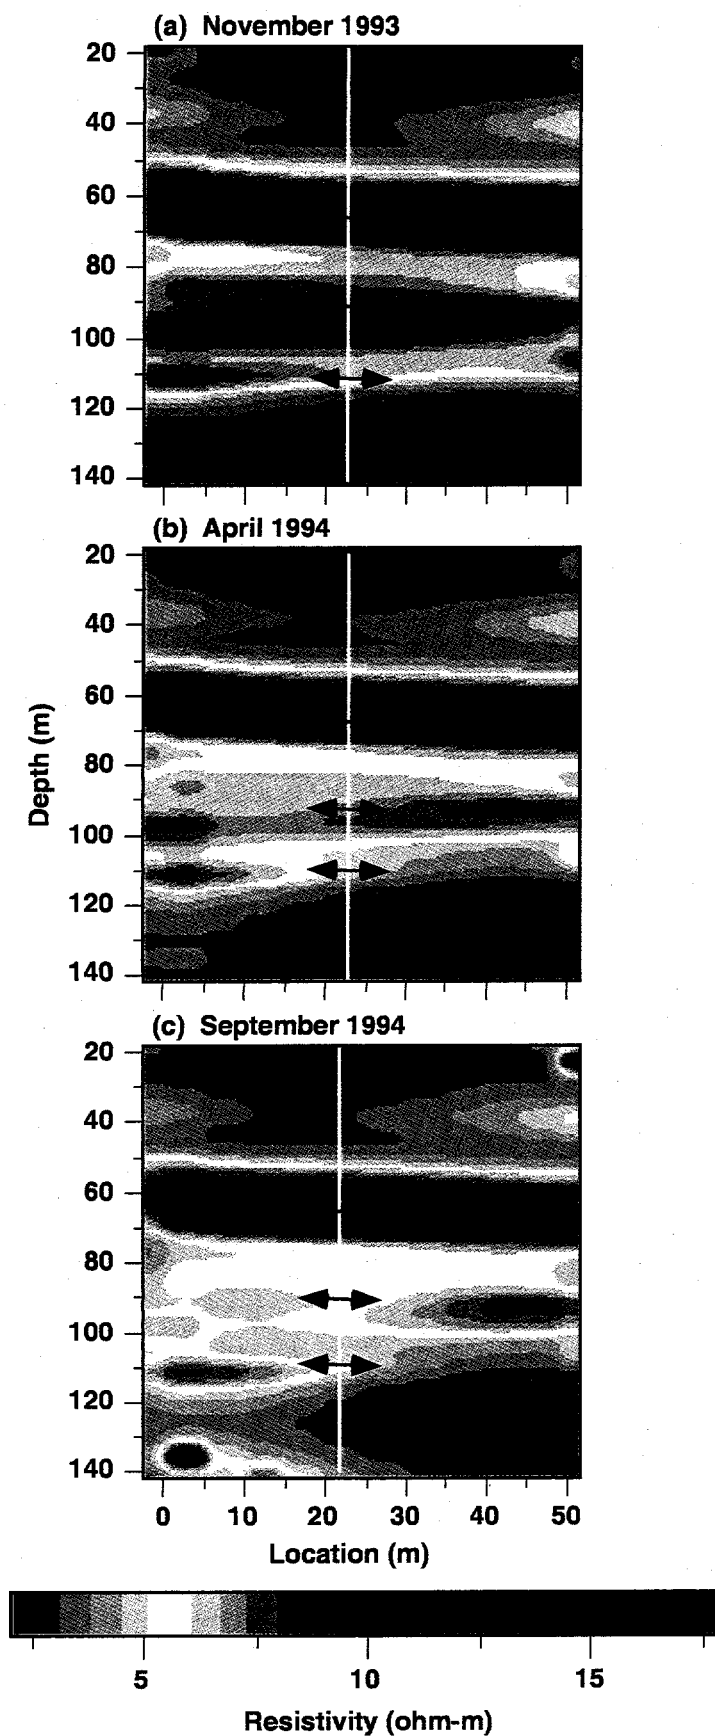 (a) November 1993
20
40
60
80
100
120
140
(b) April 1994
20
40
60
80
100
120
140
Depth (m)
(c) September 1994
20
40
60
80
100
120
140
0 10 20 30 40 50
Location (m)
5 10 15
Resistivity (ohm-m)